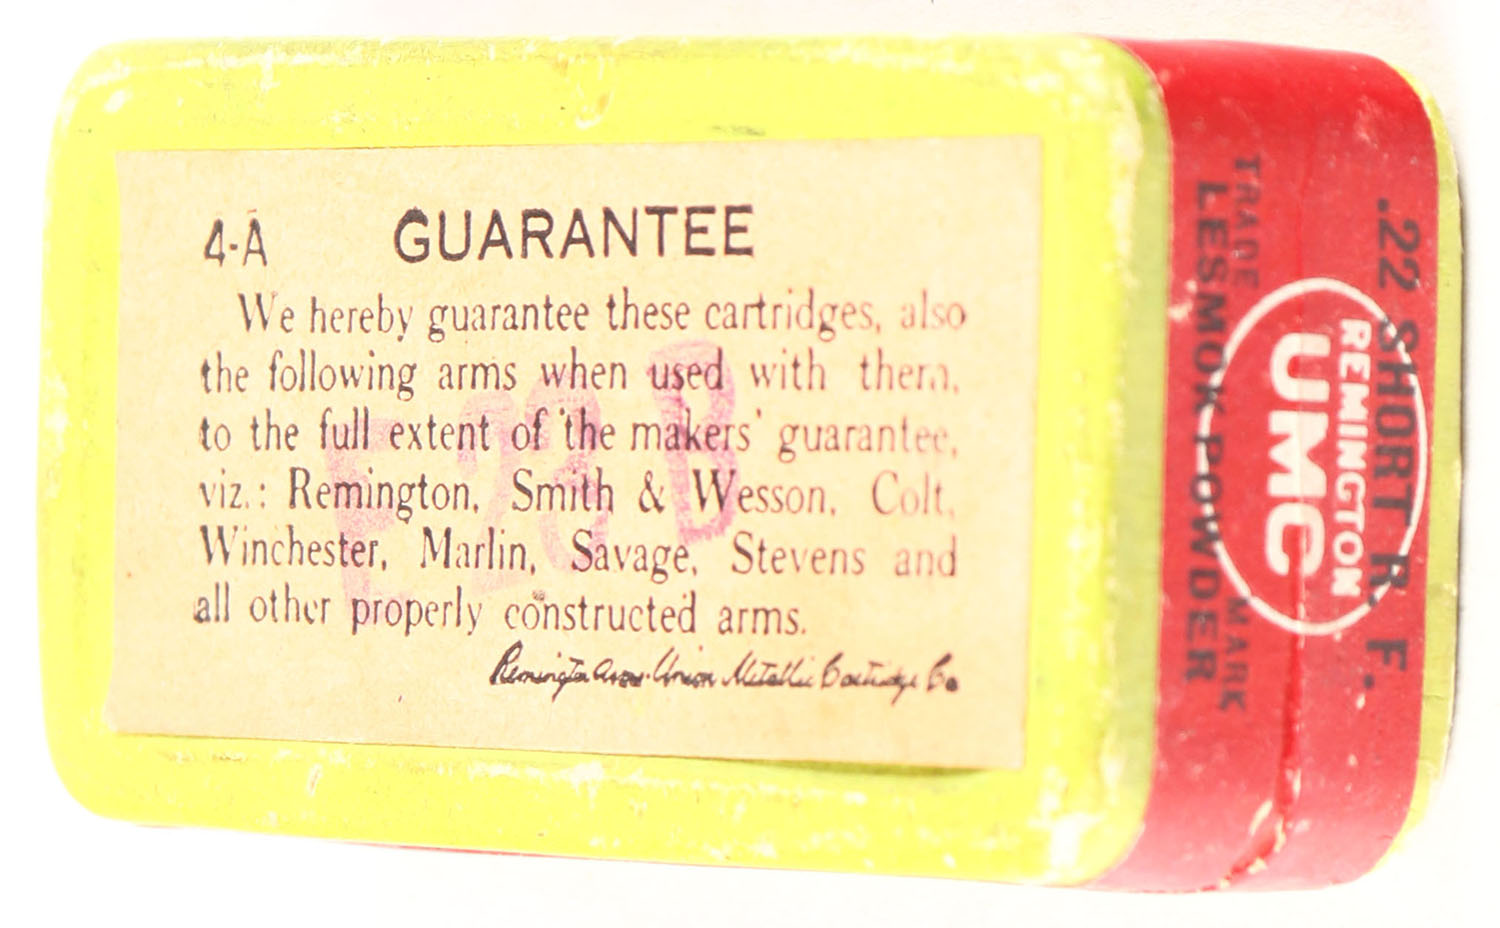 4-A GUARANTEE
We hereby guarantee these cartridges, also
the following arms when used with them,
to the full extent of the makers' guarantee,
viz.: Remington, Smith & Wesson, Colt,
Winchester, Marlin, Savage, Stevens and
all other properly constructed arms.
Remington Arms-Union Metallic Cartridge Co
F28B
.22 SHORT R. F.
REMINGTON
UMC
TRADE MARK
LESMOK POWDER